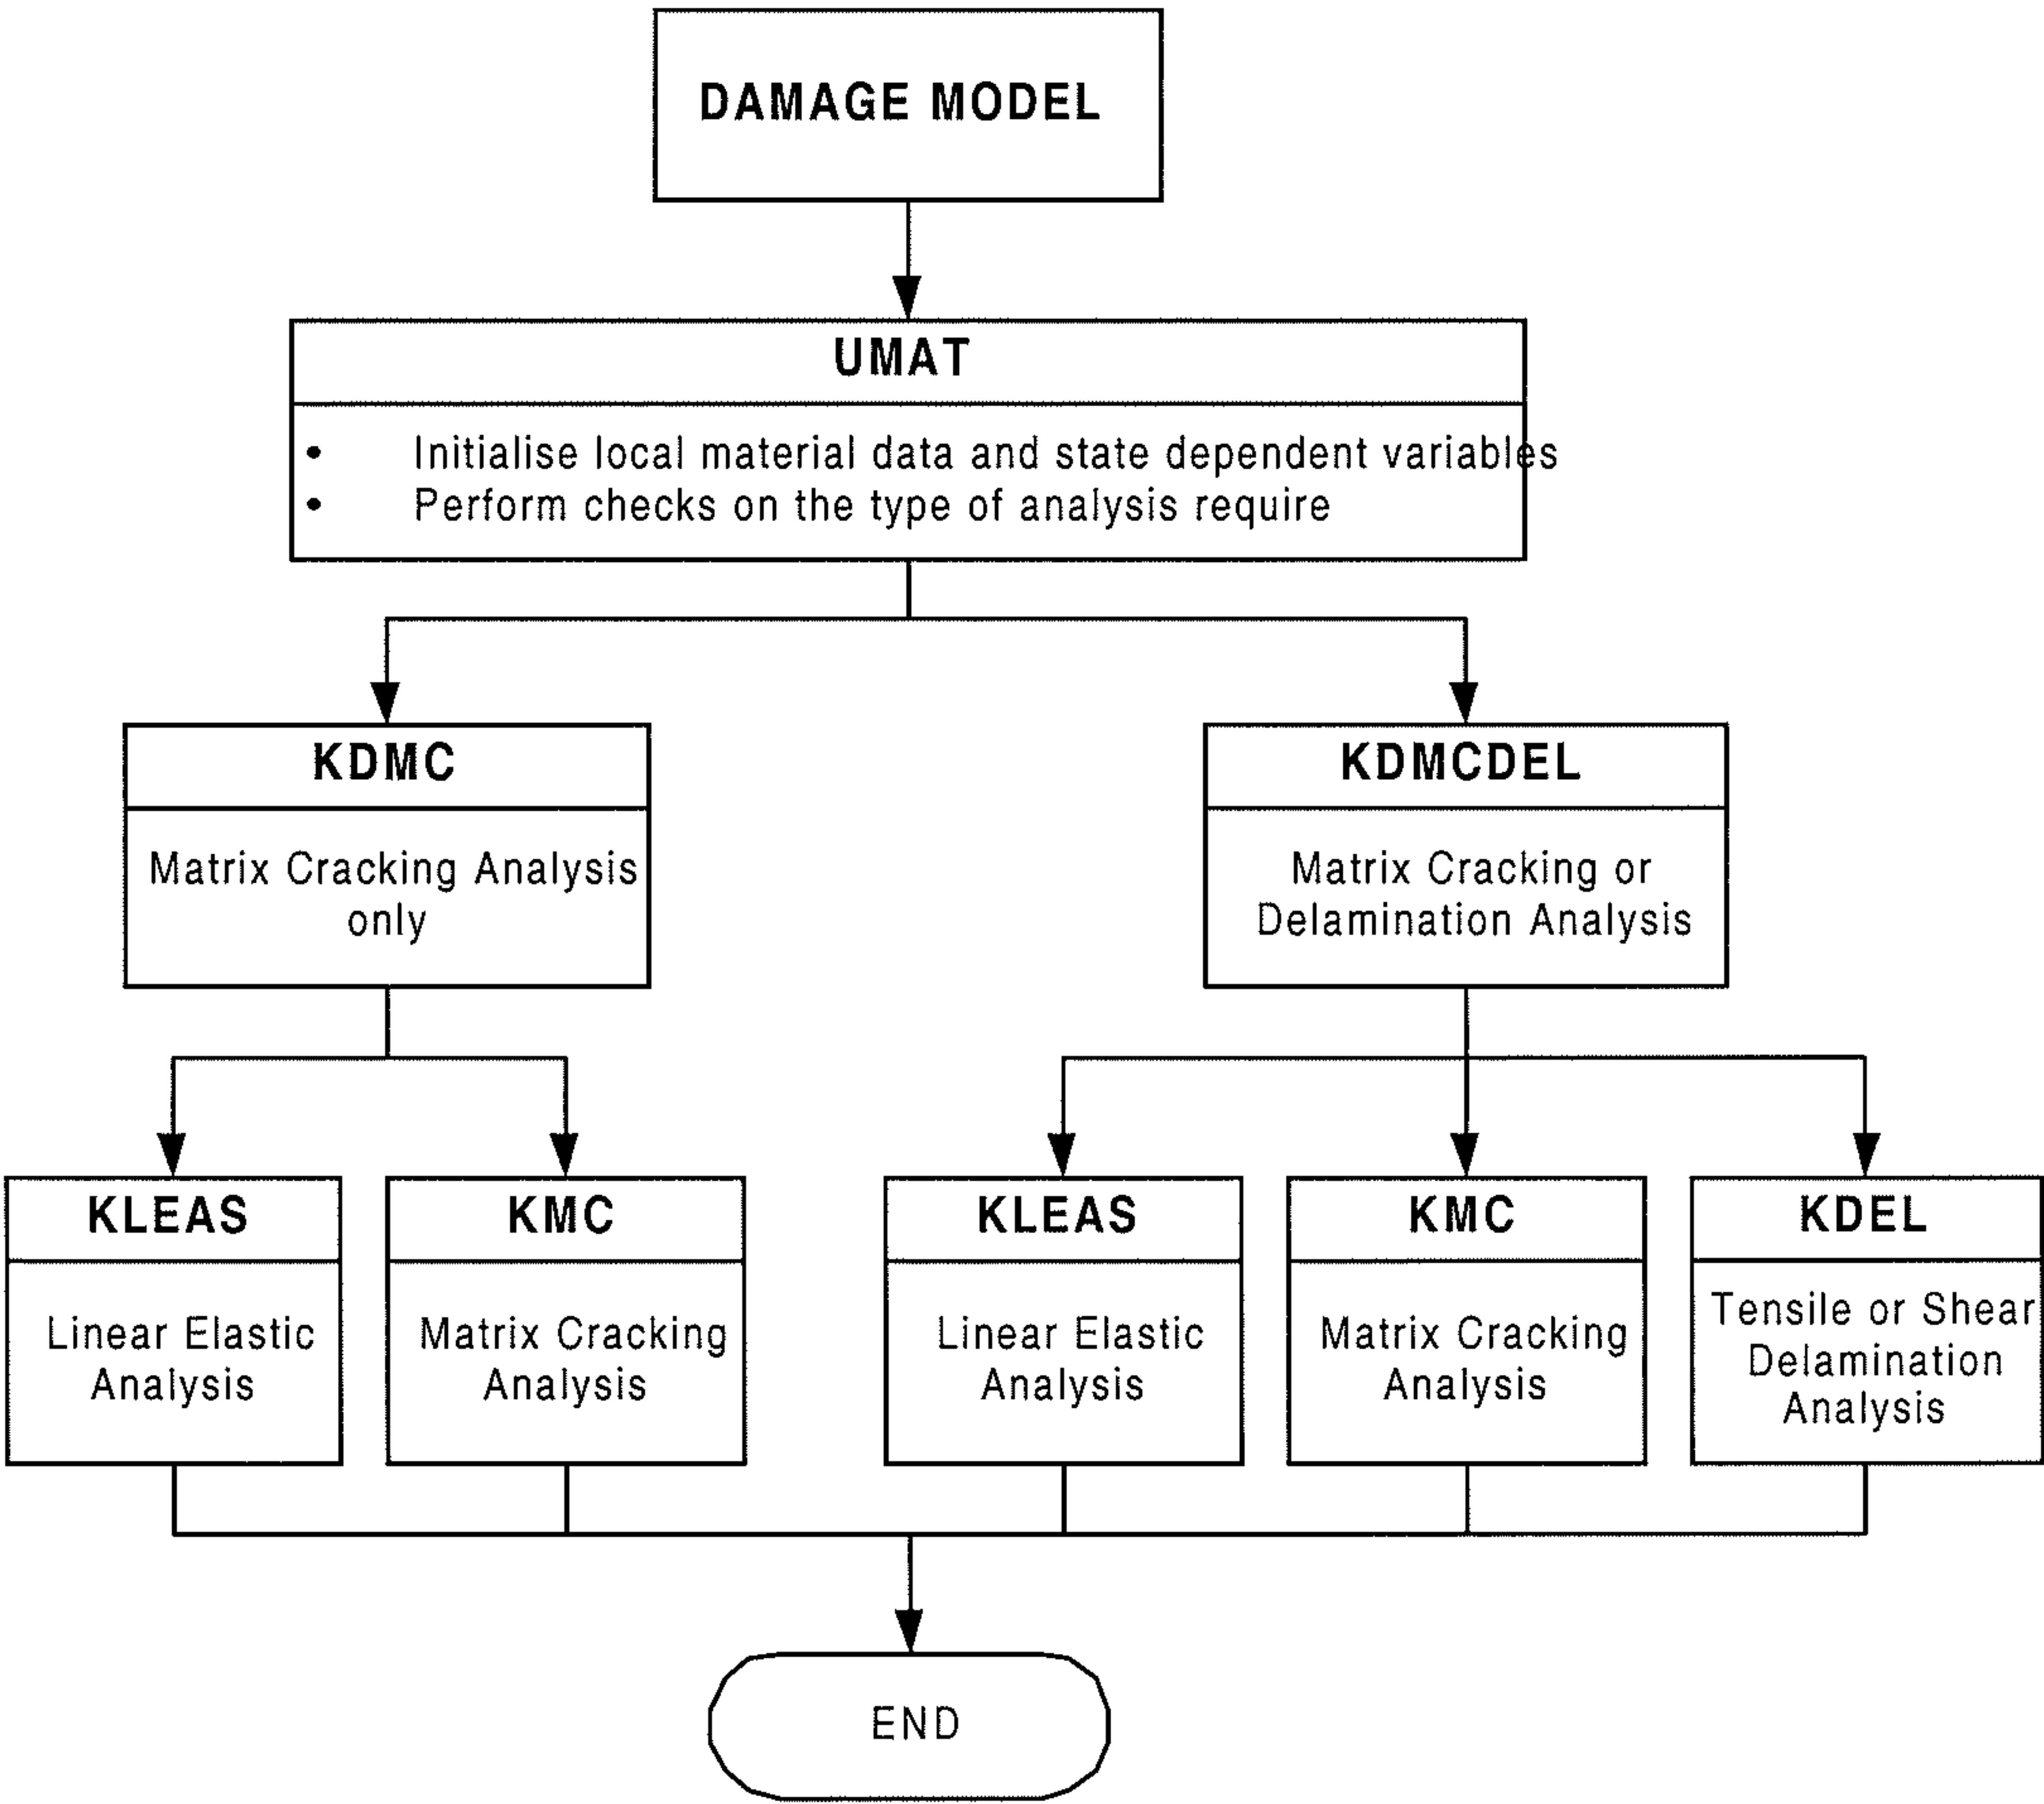 DAMAGE MODEL
UMAT
• Initialise local material data and state dependent variables
• Perform checks on the type of analysis require
KDMC
Matrix Cracking Analysis
only
KDMCDEL
Matrix Cracking or
Delamination Analysis
KLEAS
Linear Elastic
Analysis
KMC
Matrix Cracking
Analysis
KLEAS
Linear Elastic
Analysis
KMC
Matrix Cracking
Analysis
KDEL
Tensile or Shear
Delamination
Analysis
END